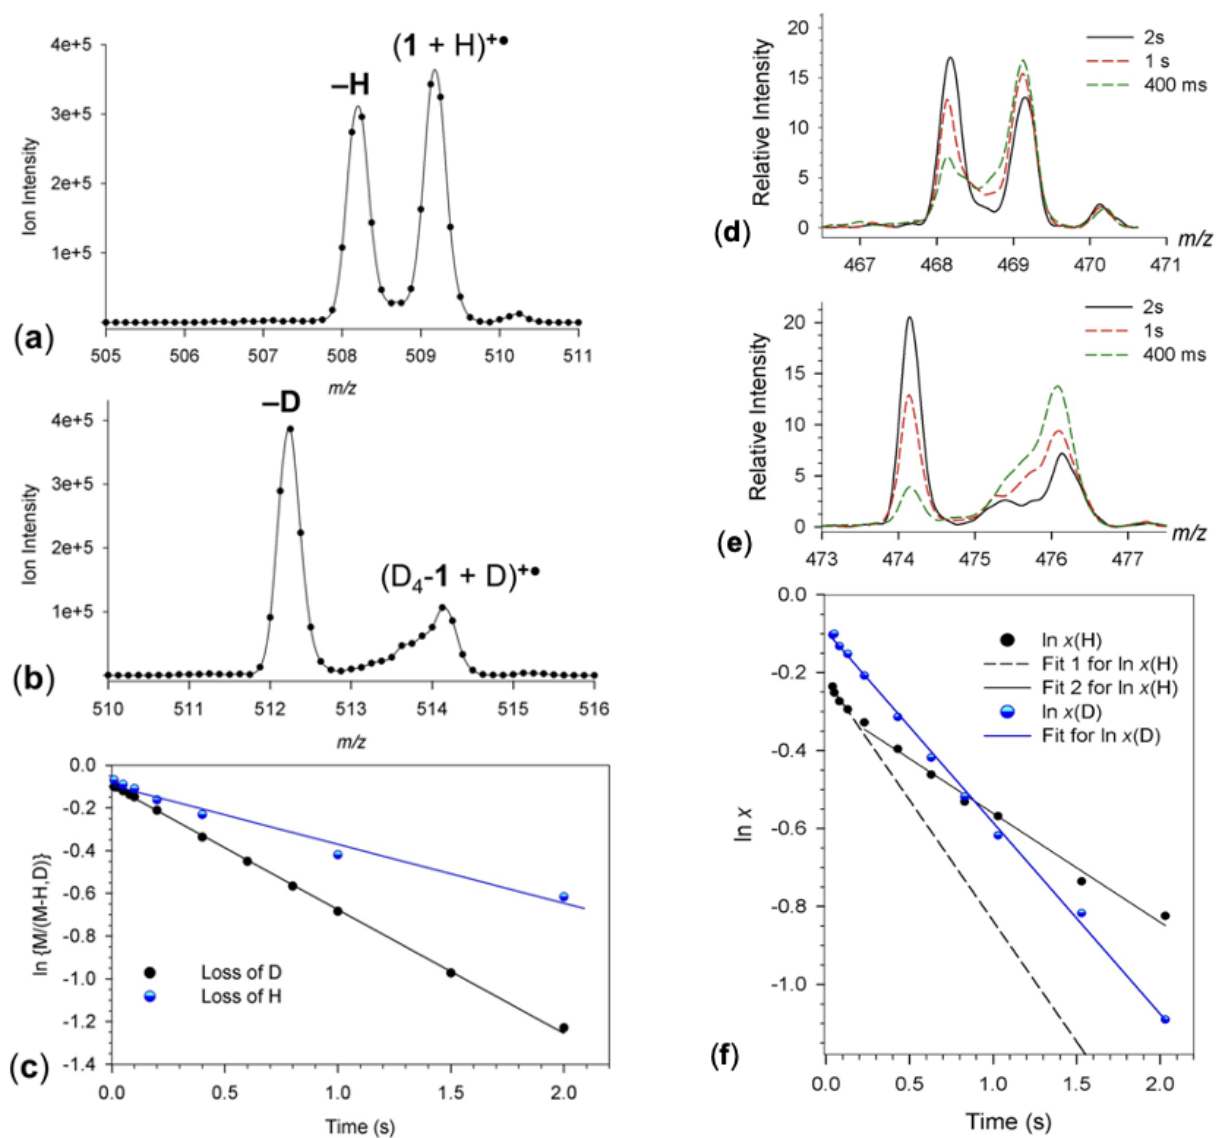 (1 + H)+●
–H
4e+5
3e+5
2e+5
1e+5
Ion Intensity
505 506 507 508 509 510 511
m/z
(a)
–D
(D4-1 + D)+●
4e+5
3e+5
2e+5
1e+5
Ion Intensity
510 511 512 513 514 515 516
m/z
(b)
0.0
-0.2
-0.4
-0.6
-0.8
-1.0
-1.2
-1.4
ln {M/(M-H,D)}
Loss of D
Loss of H
0.0 0.5 1.0 1.5 2.0
Time (s)
(c)
20
15
10
5
0
Relative Intensity
2s
1 s
400 ms
467 468 469 470 471
m/z
(d)
20
15
10
5
0
Relative Intensity
2s
1s
400 ms
473 474 475 476 477
m/z
(e)
0.0
-0.2
-0.4
-0.6
-0.8
-1.0
ln x
ln x(H)
Fit 1 for ln x(H)
Fit 2 for ln x(H)
ln x(D)
Fit for ln x(D)
0.0 0.5 1.0 1.5 2.0
Time (s)
(f)